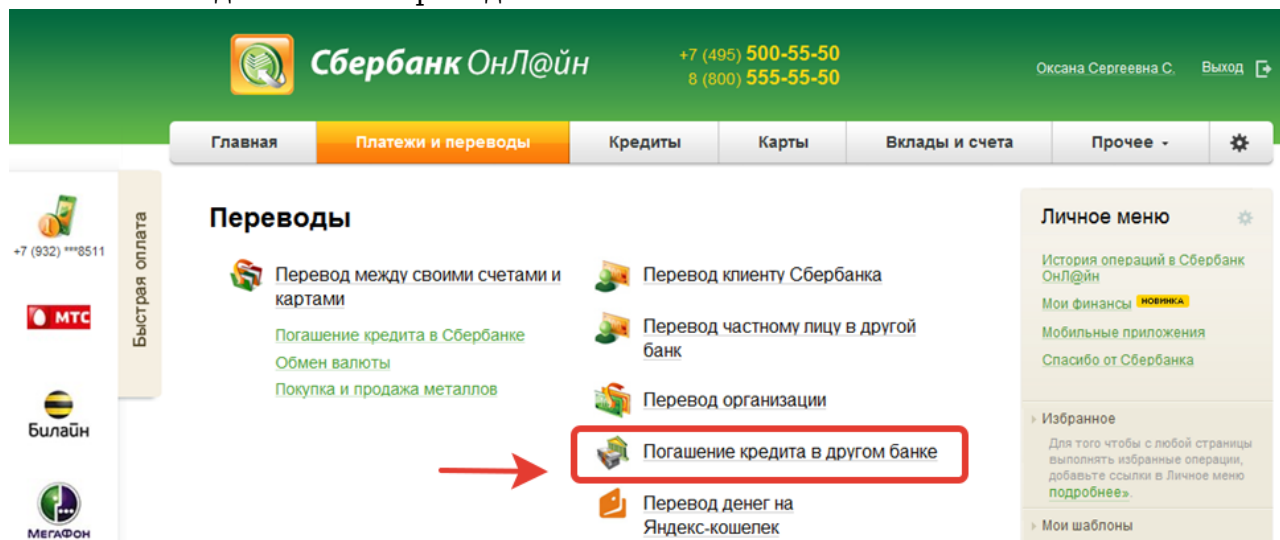 Сбербанк ОнЛ@йн
+7 (495) 500-55-50
8 (800) 555-55-50
Оксана Сергеевна С.
Выход
Главная
Платежи и переводы
Кредиты
Карты
Вклады и счета
Прочее
+7 (932) ***8511
МТС
Билайн
МЕГАФОН
Быстрая оплата
Переводы
Перевод между своими счетами и
картами
Погашение кредита в Сбербанке
Обмен валюты
Покупка и продажа металлов
Перевод клиенту Сбербанка
Перевод частному лицу в другой
банк
Перевод организации
Погашение кредита в другом банке
Перевод денег на
Яндекс-кошелек
Личное меню
История операций в Сбербанк
ОнЛ@йн
Мои финансы НОВИНКА
Мобильные приложения
Спасибо от Сбербанка
Избранное
Для того чтобы с любой страницы
выполнять избранные операции,
добавьте ссылки в Личное меню
подробнее».
Мои шаблоны